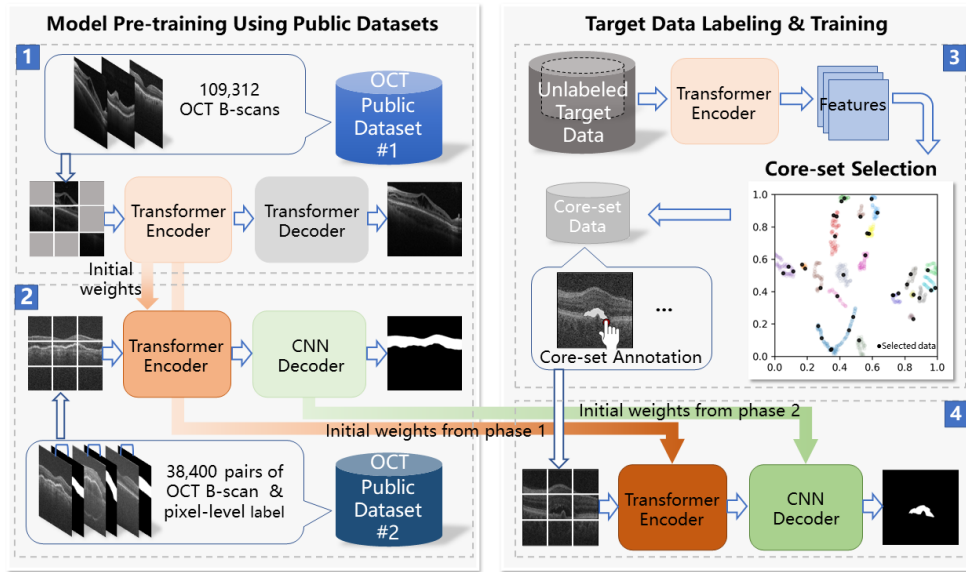 Model Pre-training Using Public Datasets
1
109,312
OCT B-scans
OCT
Public
Dataset
#1
Transformer
Encoder
Transformer
Decoder
Initial
weights
2
Transformer
Encoder
CNN
Decoder
38,400 pairs of
OCT B-scan &
pixel-level label
OCT
Public
Dataset
#2
Target Data Labeling & Training
3
Unlabeled
Target
Data
Transformer
Encoder
Features
Core-set Selection
Core-set
Data
...
Core-set Annotation
1.0
0.8
0.6
0.4
0.2
0.0
0.0 0.2 0.4 0.6 0.8 1.0
Selected data
4
Initial weights from phase 2
Initial weights from phase 1
Transformer
Encoder
CNN
Decoder